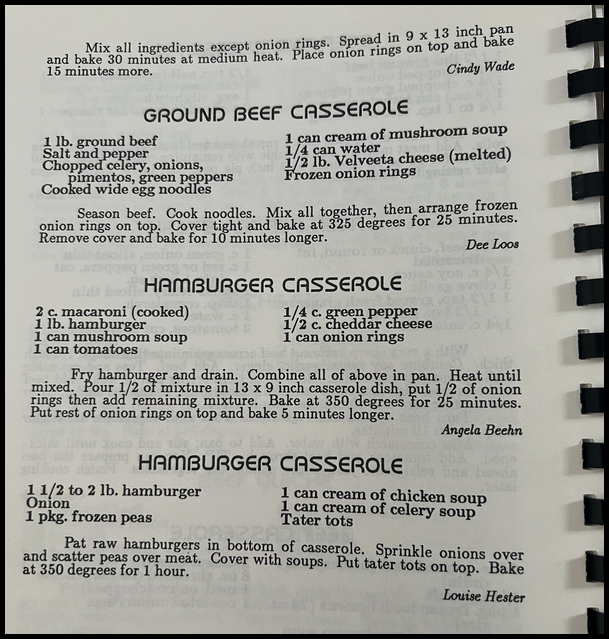 Mix all ingredients except onion rings. Spread in 9 x 13 inch pan
and bake 30 minutes at medium heat. Place onion rings on top and bake
15 minutes more.
Cindy Wade
GROUND BEEF CASSEROLE
1 lb. ground beef
Salt and pepper
Chopped celery, onions,
pimentos, green peppers
Cooked wide egg noodles
1 can cream of mushroom soup
1/4 can water
1/2 lb. Velveeta cheese (melted)
Frozen onion rings
Season beef. Cook noodles. Mix all together, then arrange frozen
onion rings on top. Cover tight and bake at 325 degrees for 25 minutes.
Remove cover and bake for 10 minutes longer.
Dee Loos
HAMBURGER CASSEROLE
2 c. macaroni (cooked)
1 lb. hamburger
1 can mushroom soup
1 can tomatoes
1/4 c. green pepper
1/2 c. cheddar cheese
1 can onion rings
Fry hamburger and drain. Combine all of above in pan. Heat until
mixed. Pour 1/2 of mixture in 13 x 9 inch casserole dish, put 1/2 of onion
rings then add remaining mixture. Bake at 350 degrees for 25 minutes.
Put rest of onion rings on top and bake 5 minutes longer.
Angela Beehn
HAMBURGER CASSEROLE
1 1/2 to 2 lb. hamburger
Onion
1 pkg. frozen peas
1 can cream of chicken soup
1 can cream of celery soup
Tater tots
Pat raw hamburgers in bottom of casserole. Sprinkle onions over
and scatter peas over meat. Cover with soups. Put tater tots on top. Bake
at 350 degrees for 1 hour.
Louise Hester